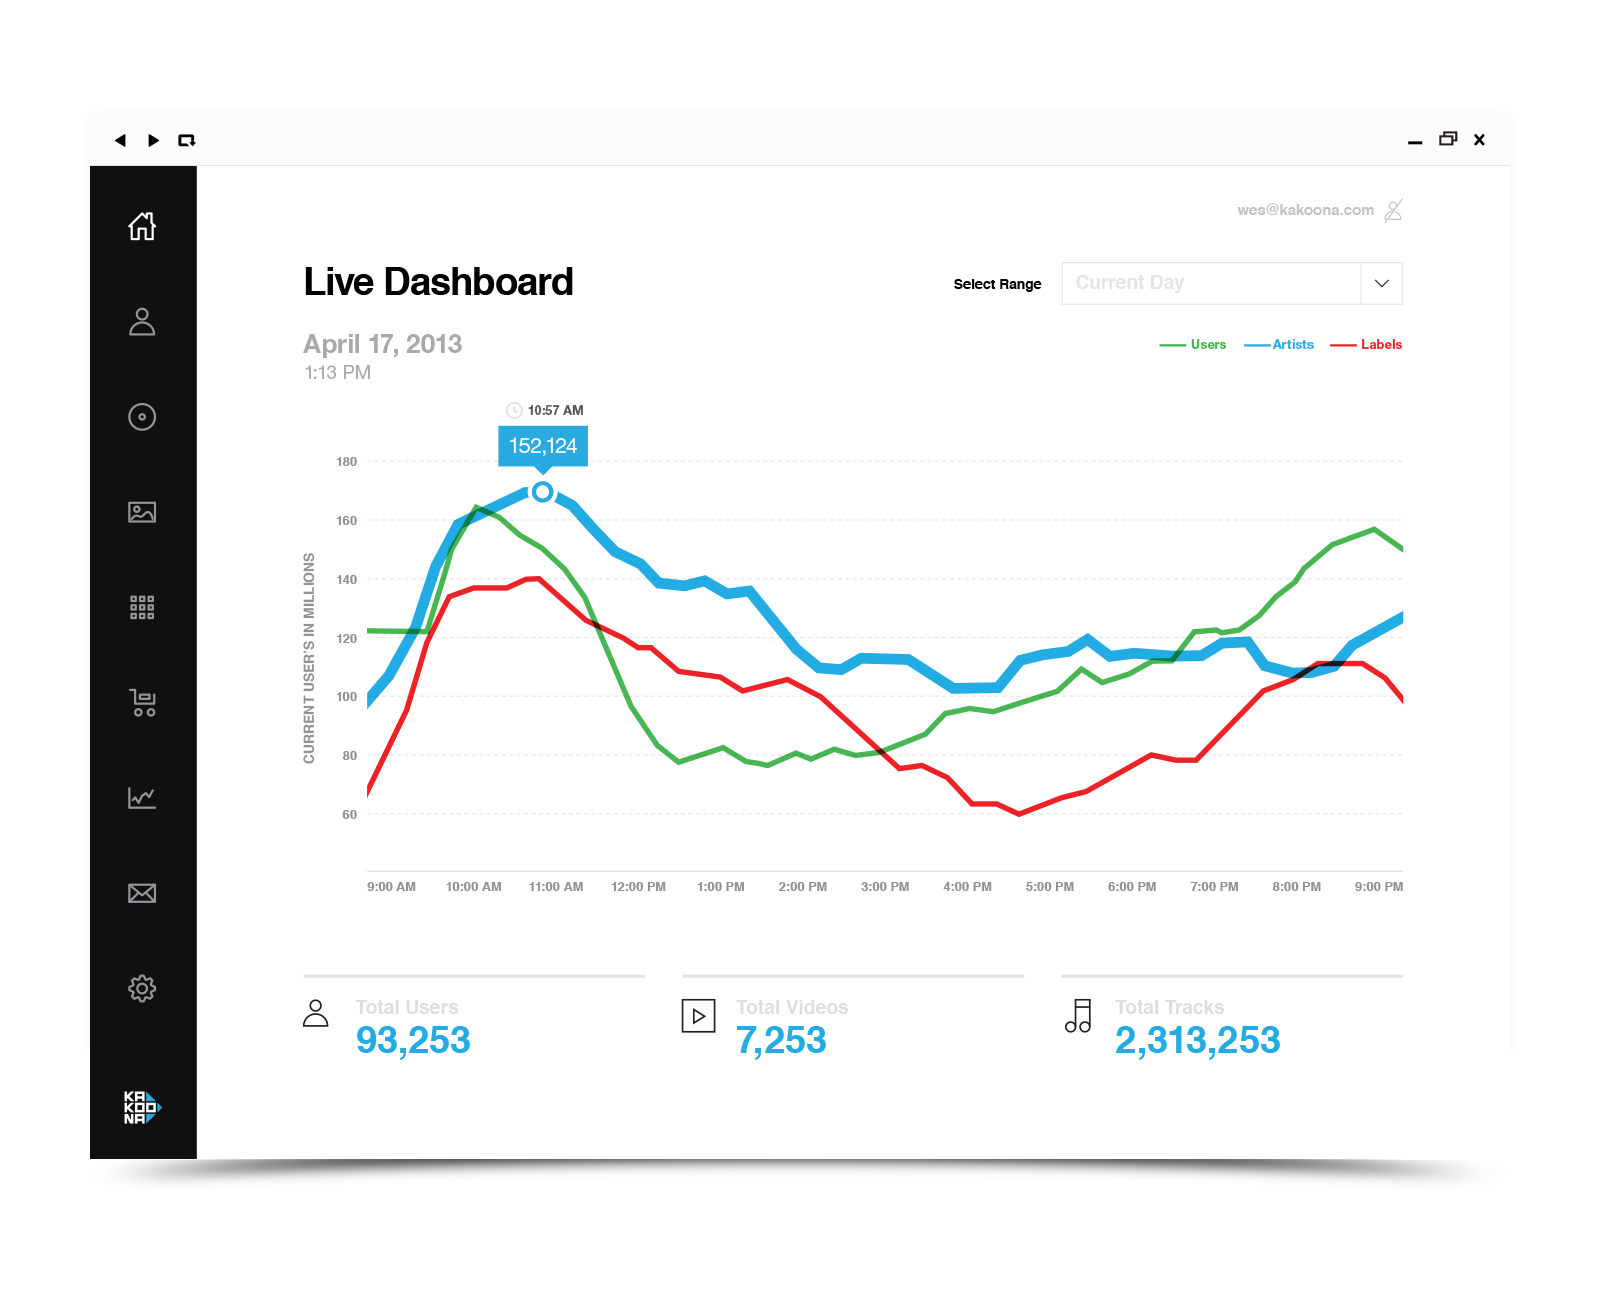 wes@kakoona.com
Live Dashboard
Select Range
Current Day
April 17, 2013
1:13 PM
Users
Artists
Labels
10:57 AM
152,124
CURRENT USER'S IN MILLIONS
180
160
140
120
100
80
60
9:00 AM
10:00 AM
11:00 AM
12:00 PM
1:00 PM
2:00 PM
3:00 PM
4:00 PM
5:00 PM
6:00 PM
7:00 PM
8:00 PM
9:00 PM
Total Users
93,253
Total Videos
7,253
Total Tracks
2,313,253
KA
KOO
NA